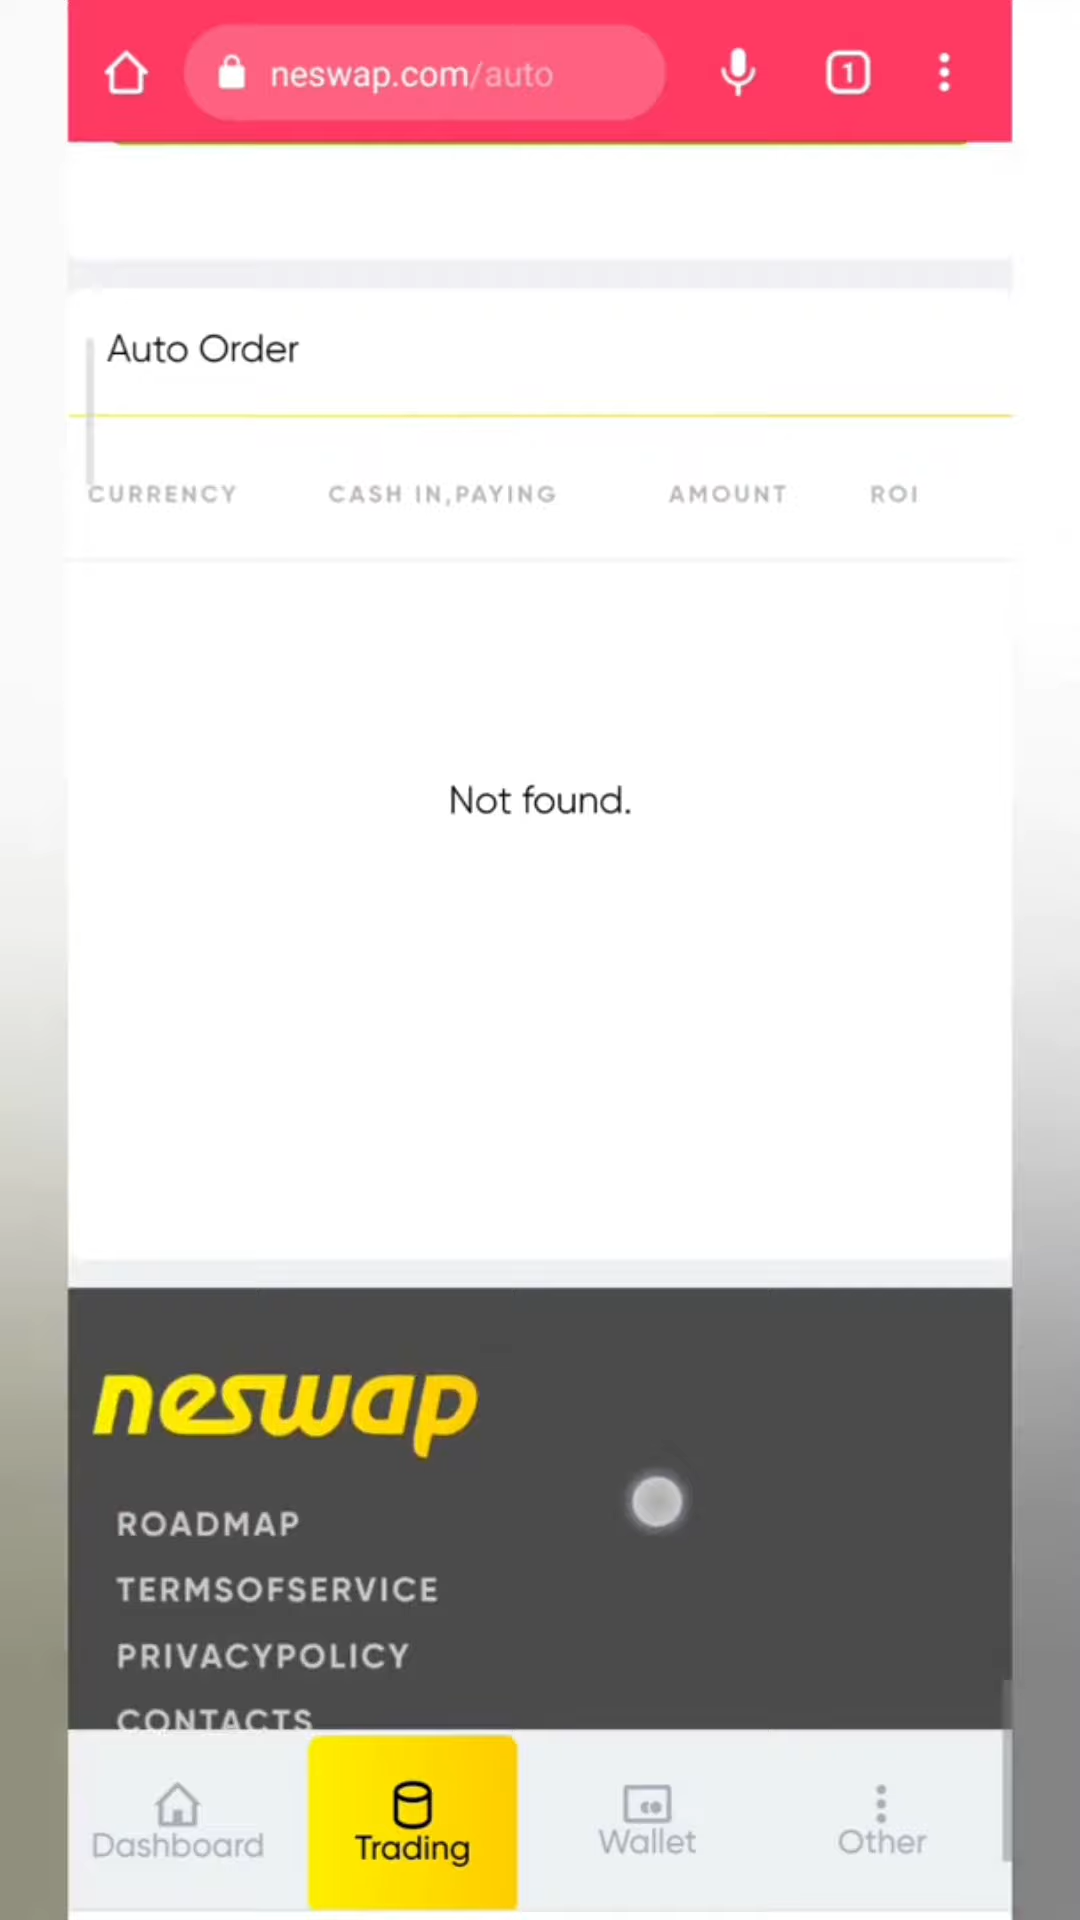 neswap.com/auto
1
Auto Order
CURRENCY CASH IN,PAYING AMOUNT ROI
Not found.
neswap
ROADMAP
TERMSOFSERVICE
PRIVACYPOLICY
CONTACTS
Dashboard Trading Wallet Other